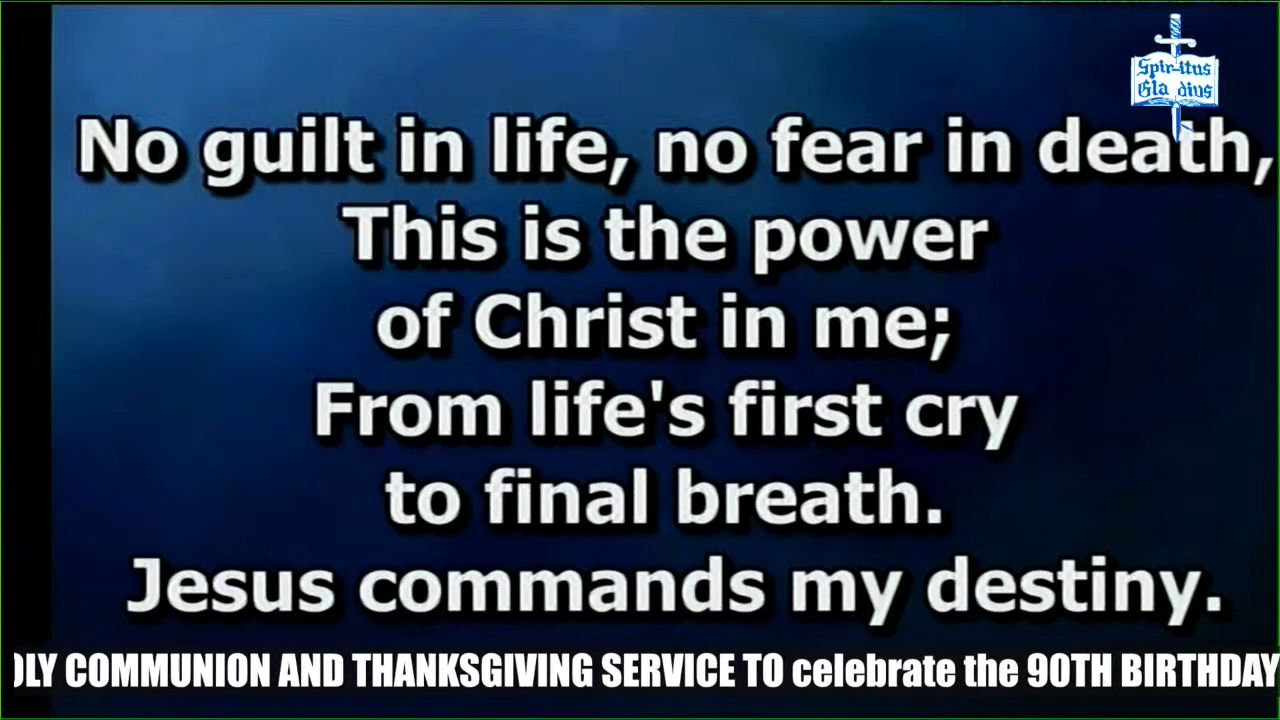 Spiritus
Gladius
No guilt in life, no fear in death,
This is the power
of Christ in me;
From life's first cry
to final breath.
Jesus commands my destiny.
OLY COMMUNION AND THANKSGIVING SERVICE TO celebrate the 90TH BIRTHDAY